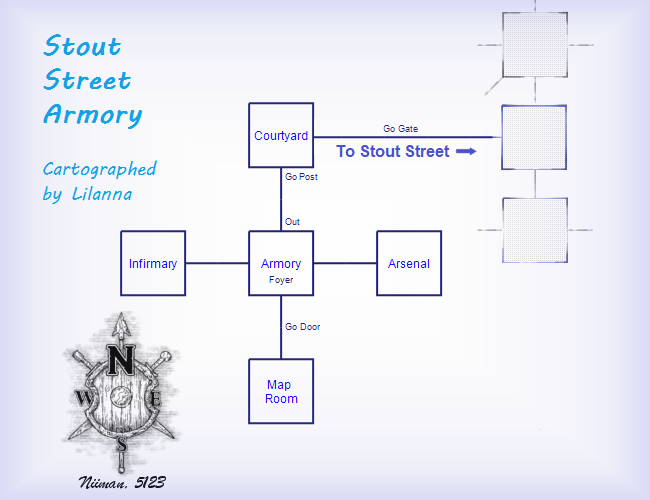 Stout
Street
Armory
Cartographed
by Lilanna
Courtyard
Go Gate
To Stout Street
Go Post
Out
Infirmary
Armory
Foyer
Arsenal
Go Door
Map
Room
N
W
E
S
Niiman, 5123